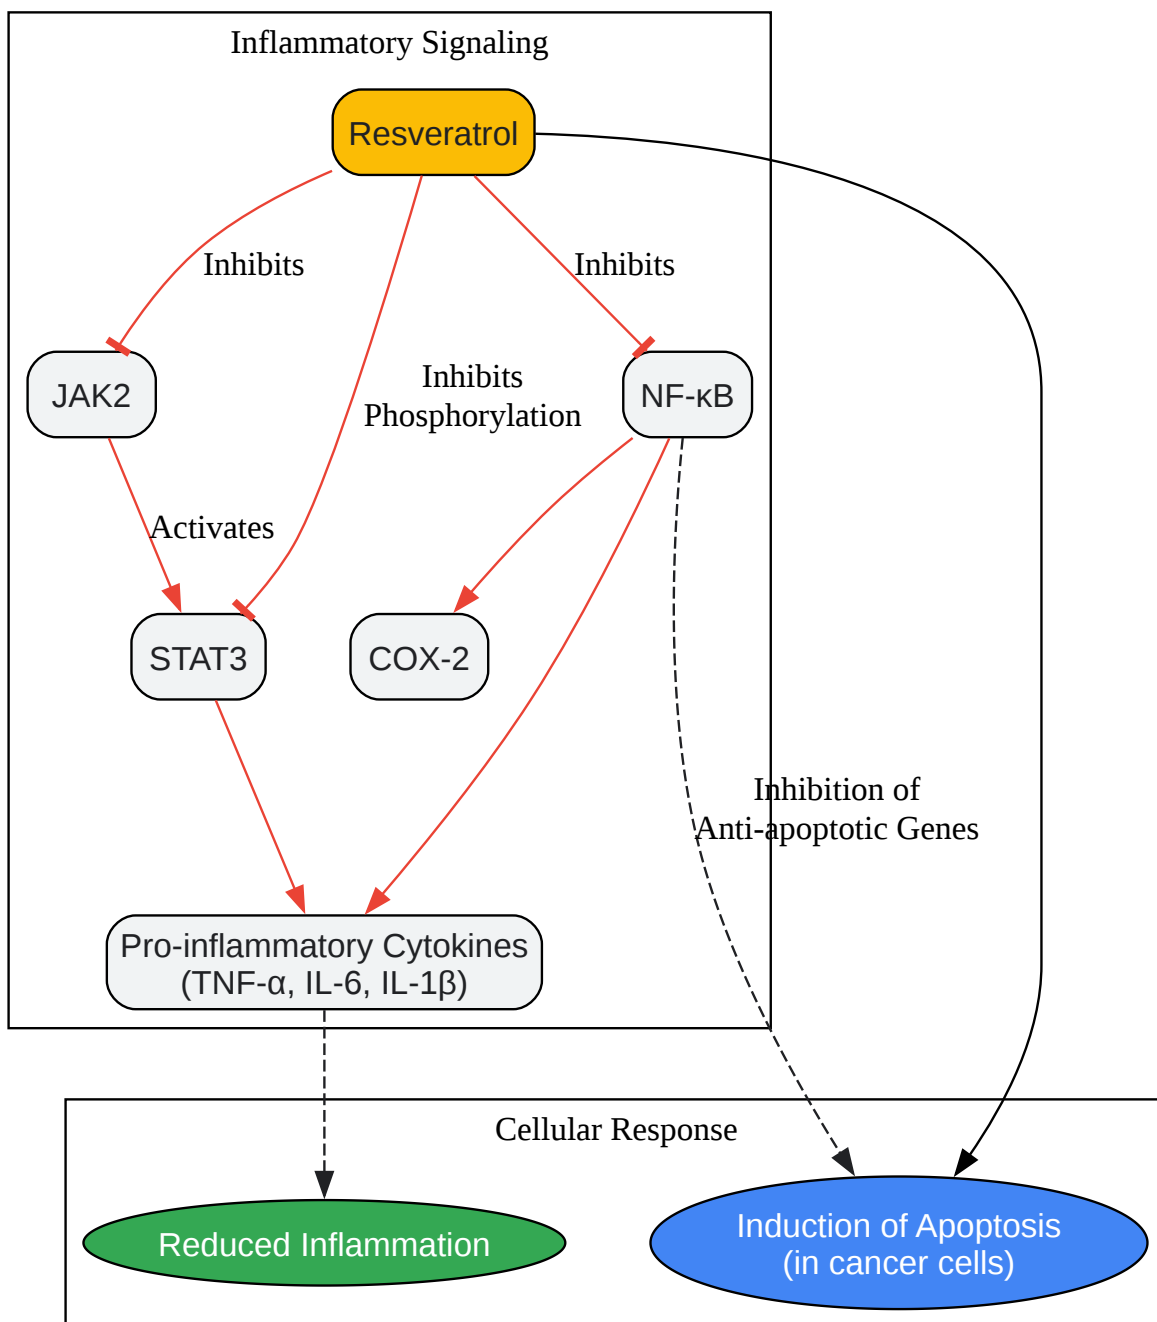 Inflammatory Signaling
Resveratrol
Inhibits
Inhibits
JAK2
Inhibits
Phosphorylation
NF-κB
Activates
STAT3
COX-2
Inhibition of
Anti-apoptotic Genes
Pro-inflammatory Cytokines
(TNF-α, IL-6, IL-1β)
Cellular Response
Reduced Inflammation
Induction of Apoptosis
(in cancer cells)